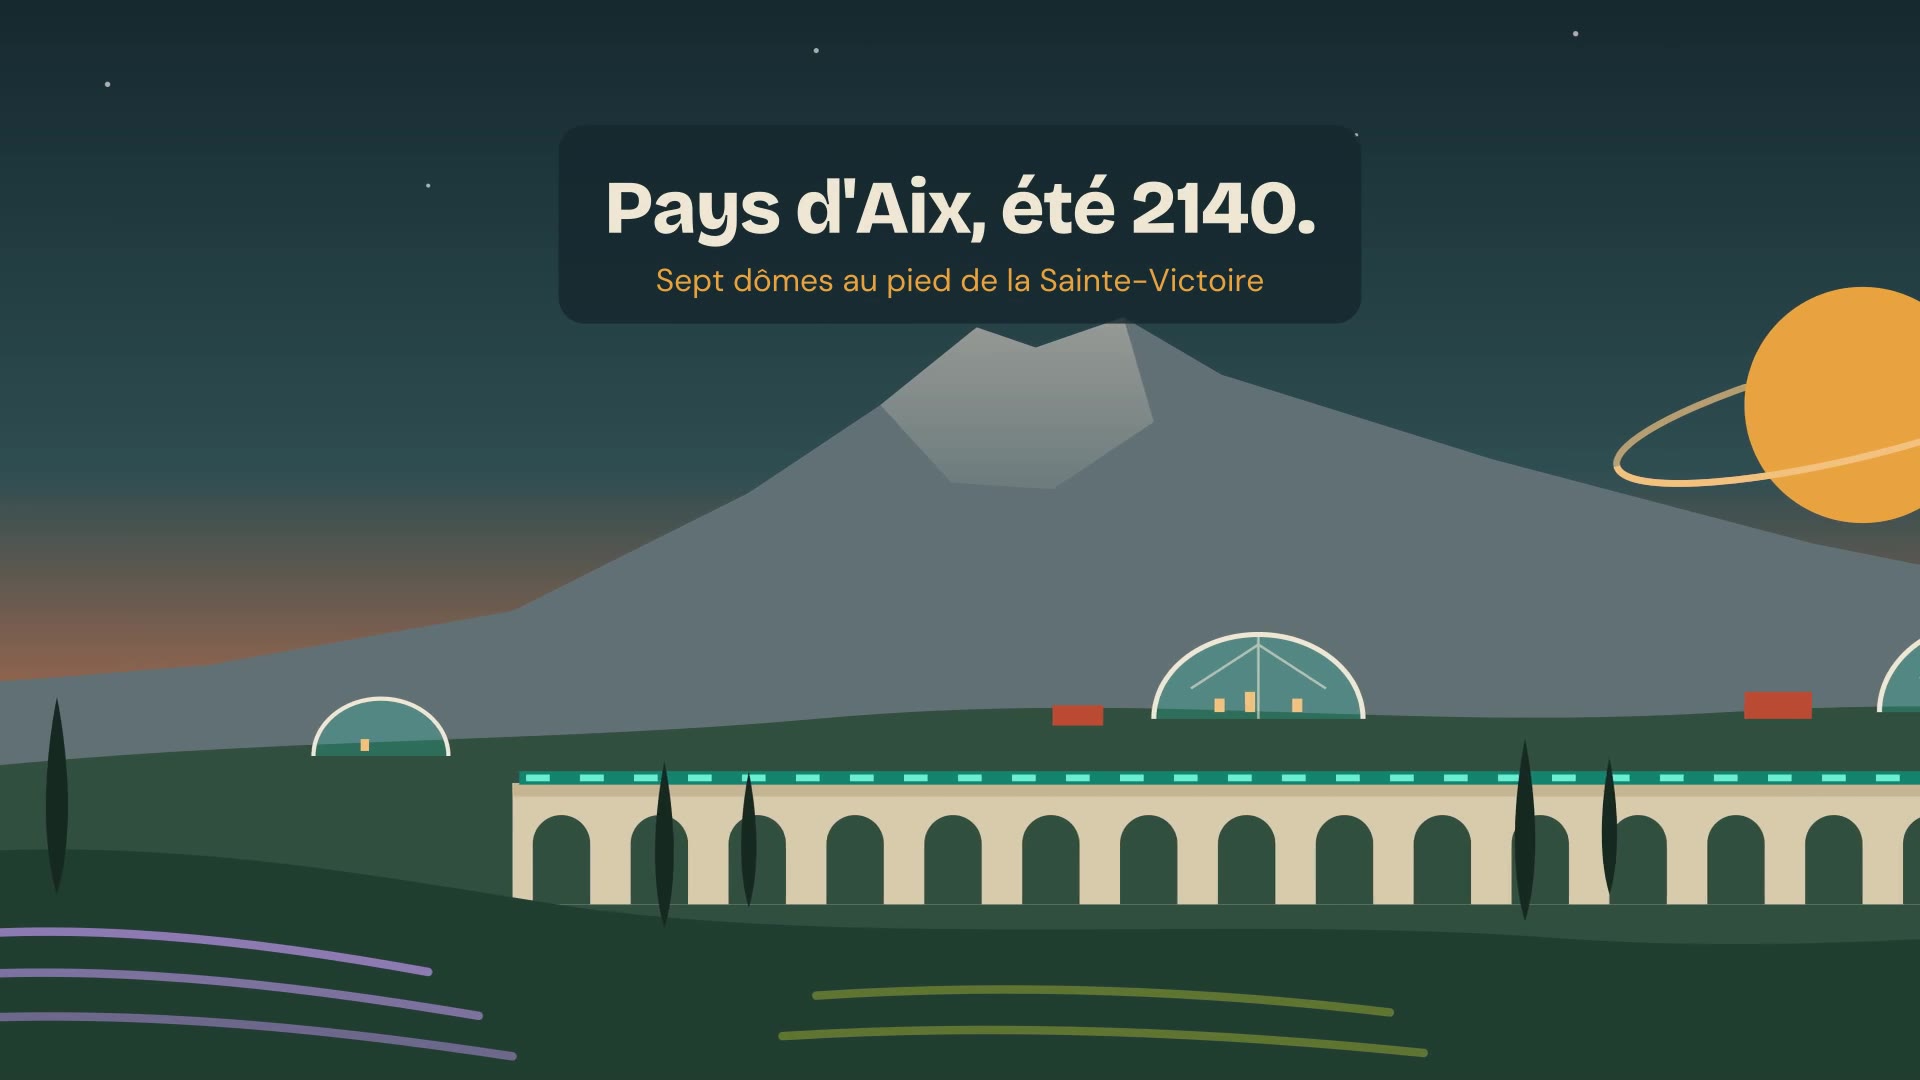 Pays d'Aix, été 2140.
Sept dômes au pied de la Sainte-Victoire